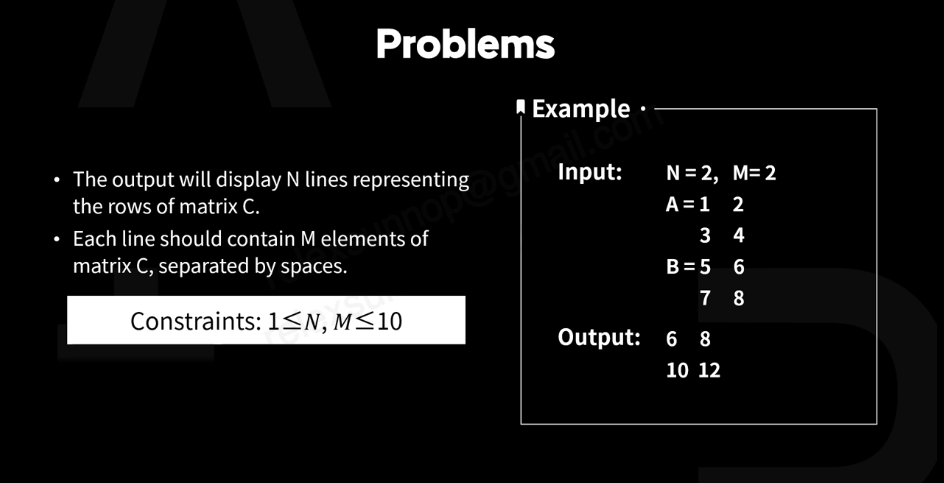 Problems
• The output will display N lines representing
the rows of matrix C.
• Each line should contain M elements of
matrix C, separated by spaces.
Constraints: 1≤N, M≤10
Example
Input: N = 2, M= 2
A = 1 2
3 4
B = 5 6
7 8
Output: 6 8
10 12